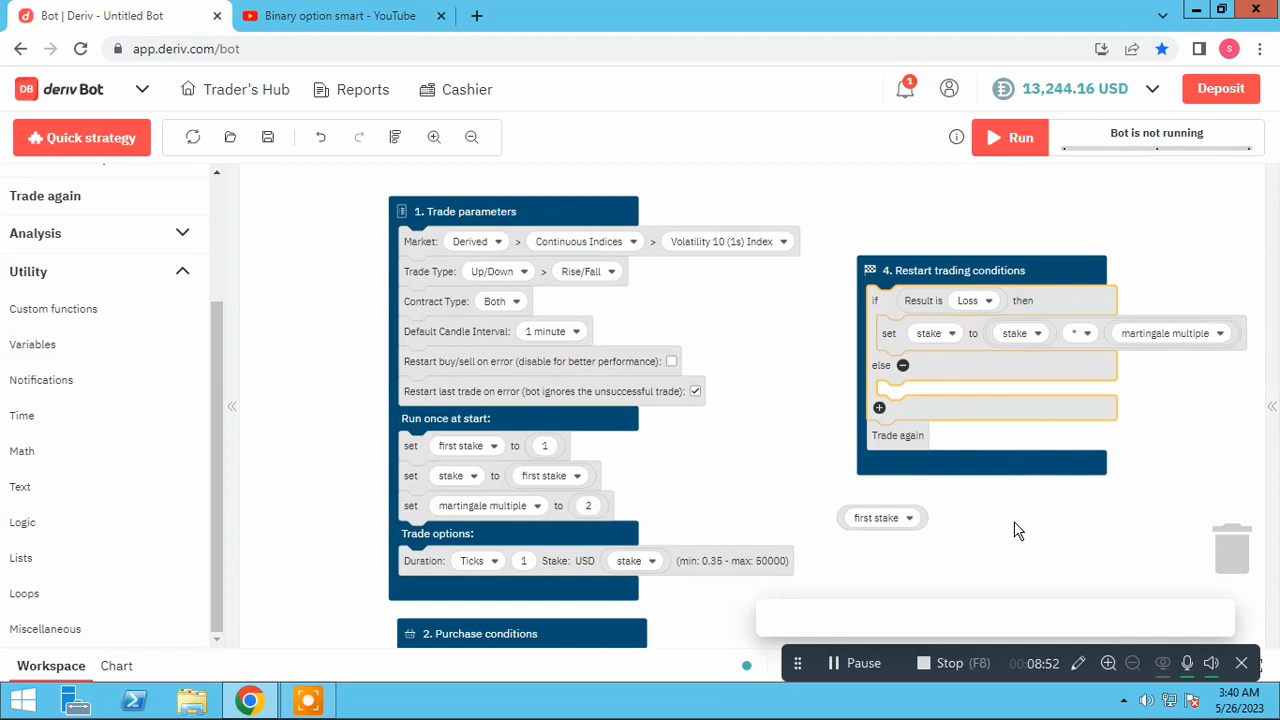 Bot | Deriv - Untitled Bot
Binary option smart - YouTube
app.deriv.com/bot
S
DB deriv Bot
Trader's Hub
Reports
Cashier
1
13,244.16 USD
Deposit
Quick strategy
Run
Bot is not running
Trade again
Analysis
Utility
Custom functions
Variables
Notifications
Time
Math
Text
Logic
Lists
Loops
Miscellaneous
1. Trade parameters
Market: Derived > Continuous Indices > Volatility 10 (1s) Index
Trade Type: Up/Down > Rise/Fall
Contract Type: Both
Default Candle Interval: 1 minute
Restart buy/sell on error (disable for better performance):
Restart last trade on error (bot ignores the unsuccessful trade):
Run once at start:
set first stake to 1
set stake to first stake
set martingale multiple to 2
Trade options:
Duration: Ticks 1 Stake: USD stake (min: 0.35 - max: 50000)
2. Purchase conditions
4. Restart trading conditions
if Result is Loss then
set stake to stake * martingale multiple
else
Trade again
first stake
Workspace
Chart
Pause
Stop (F8)
00:08:52
3:40 AM
5/26/2023